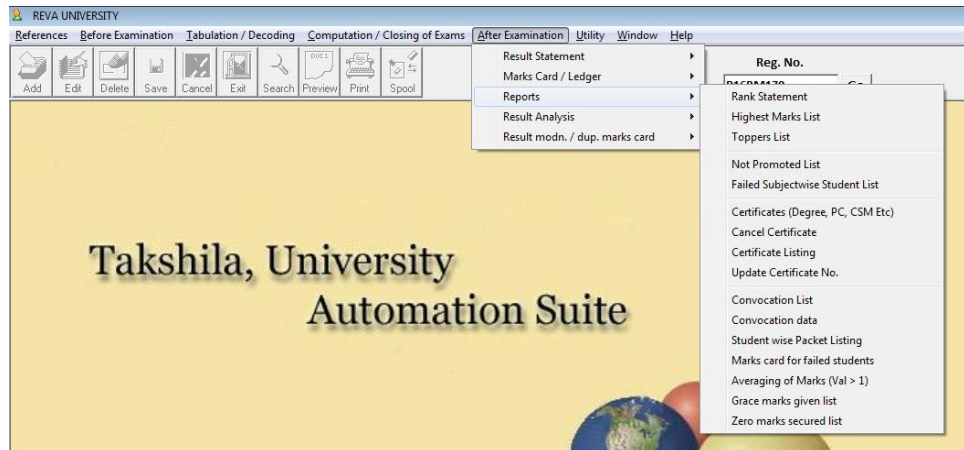 REVA UNIVERSITY
References Before Examination Tabulation / Decoding Computation / Closing of Exams After Examination Utility Window Help
Add Edit Delete Save Cancel Exit Search Preview Print Spool
Result Statement
Marks Card / Ledger
Reports
Result Analysis
Result modn. / dup. marks card
Reg. No.
Rank Statement
Highest Marks List
Toppers List
Not Promoted List
Failed Subjectwise Student List
Certificates (Degree, PC, CSM Etc)
Cancel Certificate
Certificate Listing
Update Certificate No.
Convocation List
Convocation data
Student wise Packet Listing
Marks card for failed students
Averaging of Marks (Val > 1)
Grace marks given list
Zero marks secured list
Takshila, University
Automation Suite